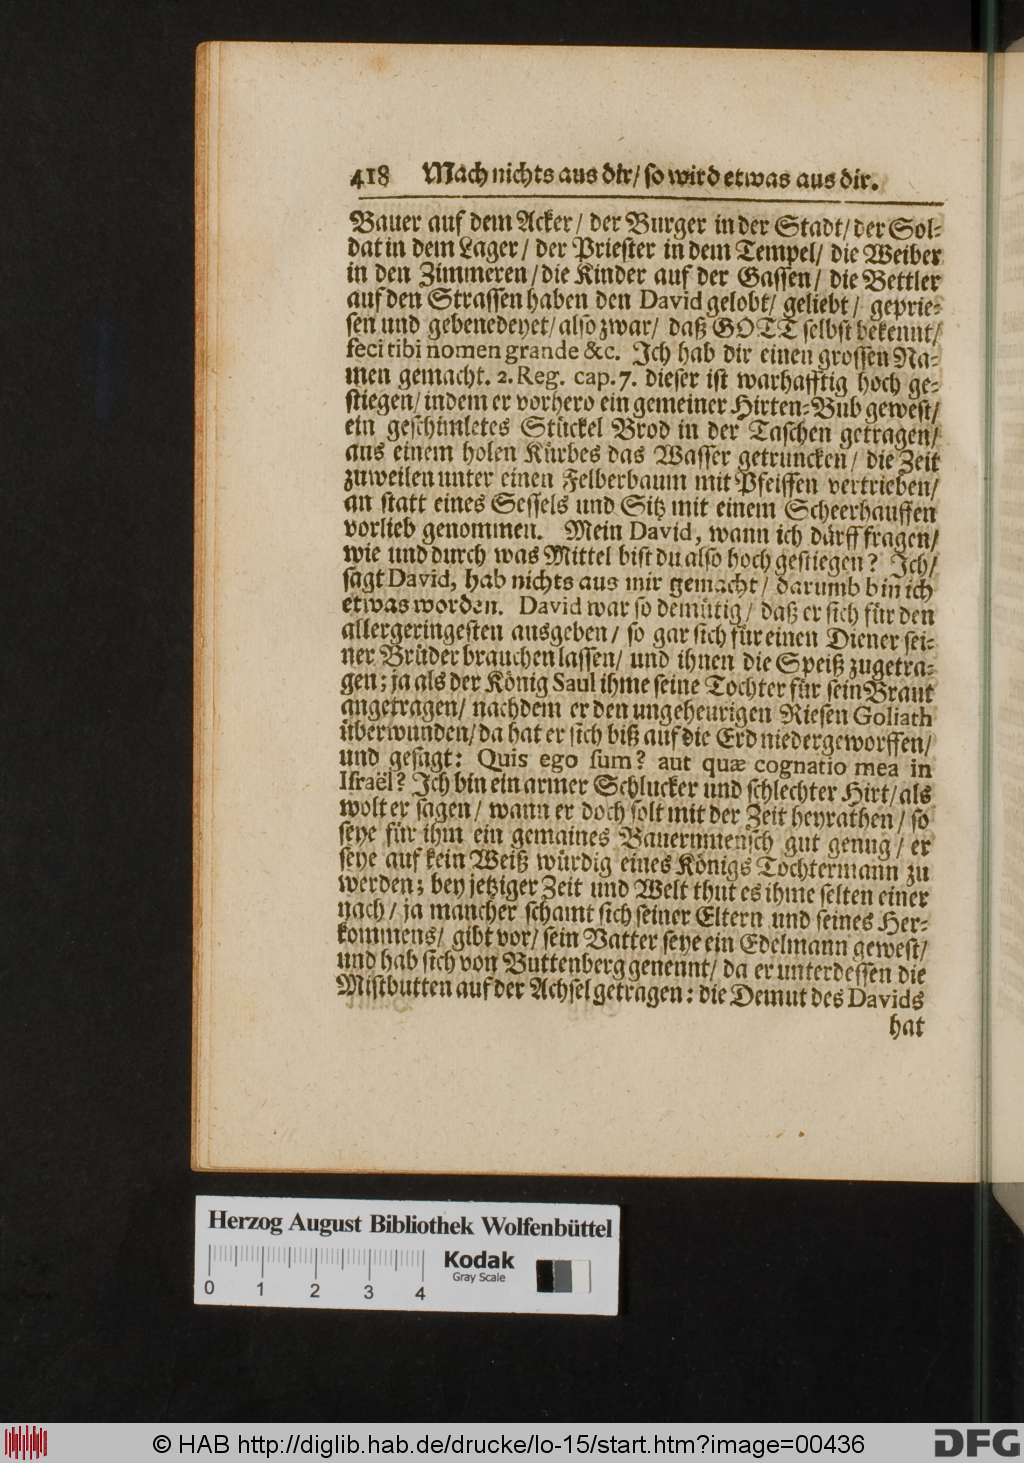 418 Mach nichts aus dir/ so wird etwas aus dir.
Bauer auf dem Acker/ der Burger in der Stadt/ der Sol-
dat in dem Lager/ der Priester in dem Tempel/ die Weiber
in den Zimmeren/ die Kinder auf der Gassen/ die Bettler
auf den Strassen haben den David gelobt/ geliebt/ geprie-
sen und gebenedeyet/ also zwar/ daß GOTT selbst bekennt/
feci tibi nomen grande &c. Ich hab dir einen grossen Na-
men gemacht. 2. Reg. cap. 7. dieser ist warhafftig hoch ge-
stiegen/ indem er vorhero ein gemeiner Hirten-Bub gewest/
ein geschimletes Stückel Brod in der Taschen getragen/
aus einem holen Kürbes das Wasser getruncken/ die Zeit
zuweilen unter einen Felberbaum mit Pfeiffen vertrieben/
an statt eines Sessels und Sitz mit einem Scheerhauffen
vorlieb genommen. Mein David, wann ich därff fragen/
wie und durch was Mittel bist du also hoch gestiegen? Ich/
sagt David, hab nichts aus mir gemacht/ darumb bin ich
etwas worden. David war so demütig/ daß er sich für den
allergeringesten ausgeben/ so gar sich für einen Diener sei-
ner Brüder brauchen lassen/ und ihnen die Speiß zugetra-
gen; ja als der König Saul ihme seine Tochter für sein Braut
angetragen/ nachdem er den ungeheurigen Riesen Goliath
überwunden/ da hat er sich biß auf die Erd niedergeworffen/
und gesagt: Quis ego sum? aut quæ cognatio mea in
Israël? Ich bin ein armer Schlucker und schlechter Hirt/ als
wolt er sagen/ wann er doch solt mit der Zeit heyrathen/ so
seye für ihm ein gemaines Bauernmensch gut genug/ er
seye auf kein Weiß würdig eines Königs Tochtermann zu
werden; bey jetziger Zeit und Welt thut es ihme selten einer
nach/ ja mancher schamt sich seiner Eltern und seines Her-
kommens/ gibt vor/ sein Vatter seye ein Edelmann gewest/
und hab sich von Buttenberg genennt/ da er unterdessen die
Mistbutten auf der Achsel getragen: die Demut des Davids
hat
Herzog August Bibliothek Wolfenbüttel
Kodak
Gray Scale
0 1 2 3 4
© HAB http://diglib.hab.de/drucke/lo-15/start.htm?image=00436
DFG